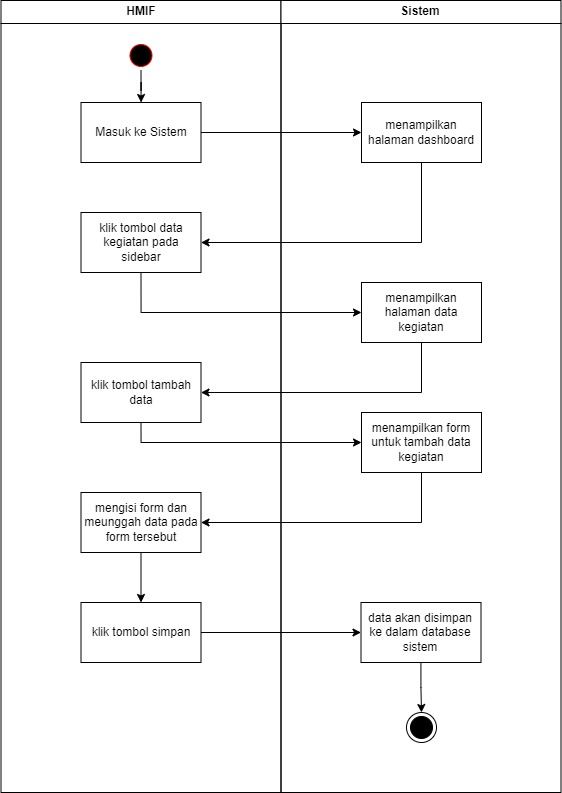 HMIF
Sistem
Masuk ke Sistem
menampilkan
halaman dashboard
klik tombol data
kegiatan pada
sidebar
menampilkan
halaman data
kegiatan
klik tombol tambah
data
menampilkan form
untuk tambah data
kegiatan
mengisi form dan
meunggah data pada
form tersebut
klik tombol simpan
data akan disimpan
ke dalam database
sistem